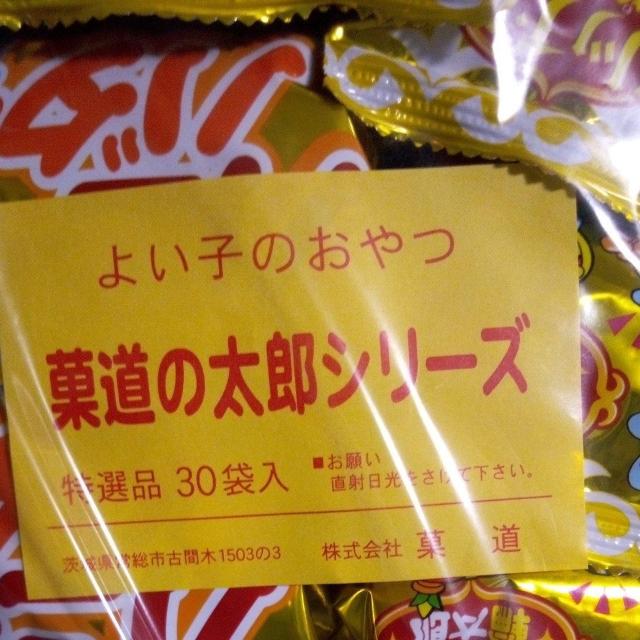 よい子のおやつ
菓道の太郎シリーズ
特選品 30袋入
■お願い
直射日光をさけて下さい。
茨城県常総市古間木1503の3
株式会社 菓道